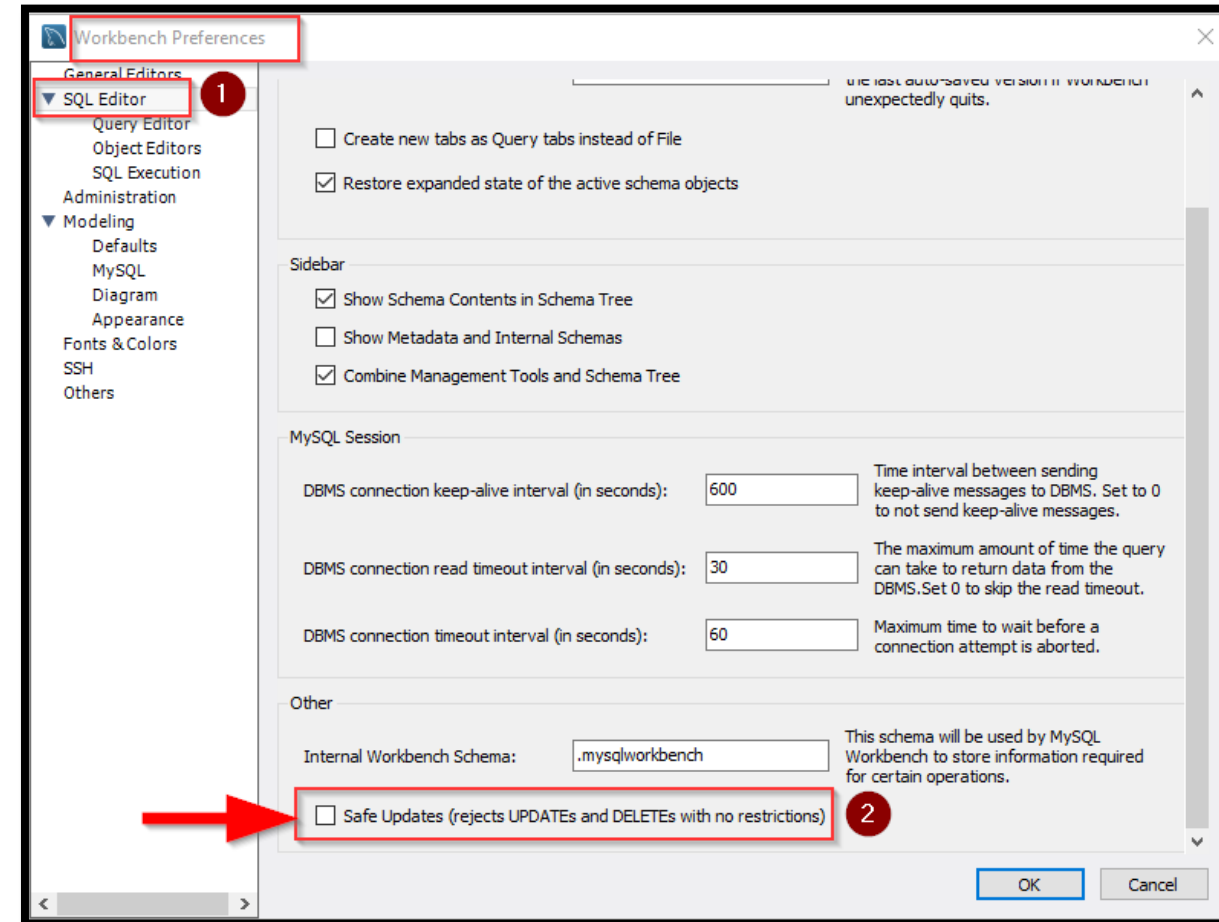 Workbench Preferences
General Editors
SQL Editor
1
Query Editor
Object Editors
SQL Execution
Administration
Modeling
Defaults
MySQL
Diagram
Appearance
Fonts & Colors
SSH
Others
the last auto-saved version if Workbench
unexpectedly quits.
Create new tabs as Query tabs instead of File
Restore expanded state of the active schema objects
Sidebar
Show Schema Contents in Schema Tree
Show Metadata and Internal Schemas
Combine Management Tools and Schema Tree
MySQL Session
DBMS connection keep-alive interval (in seconds):
600
Time interval between sending
keep-alive messages to DBMS. Set to 0
to not send keep-alive messages.
DBMS connection read timeout interval (in seconds):
30
The maximum amount of time the query
can take to return data from the
DBMS.Set 0 to skip the read timeout.
DBMS connection timeout interval (in seconds):
60
Maximum time to wait before a
connection attempt is aborted.
Other
Internal Workbench Schema:
.mysqlworkbench
This schema will be used by MySQL
Workbench to store information required
for certain operations.
Safe Updates (rejects UPDATEs and DELETEs with no restrictions)
2
OK
Cancel